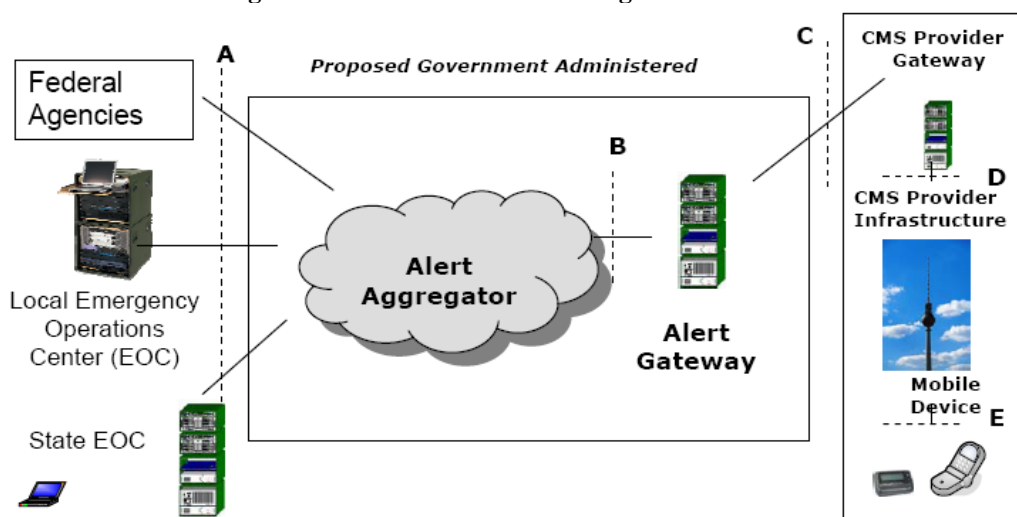 A
Proposed Government Administered
C
CMS Provider
Gateway
Federal
Agencies
B
D
CMS Provider
Infrastructure
Alert
Aggregator
Local Emergency
Operations
Center (EOC)
Alert
Gateway
Mobile
Device
E
State EOC